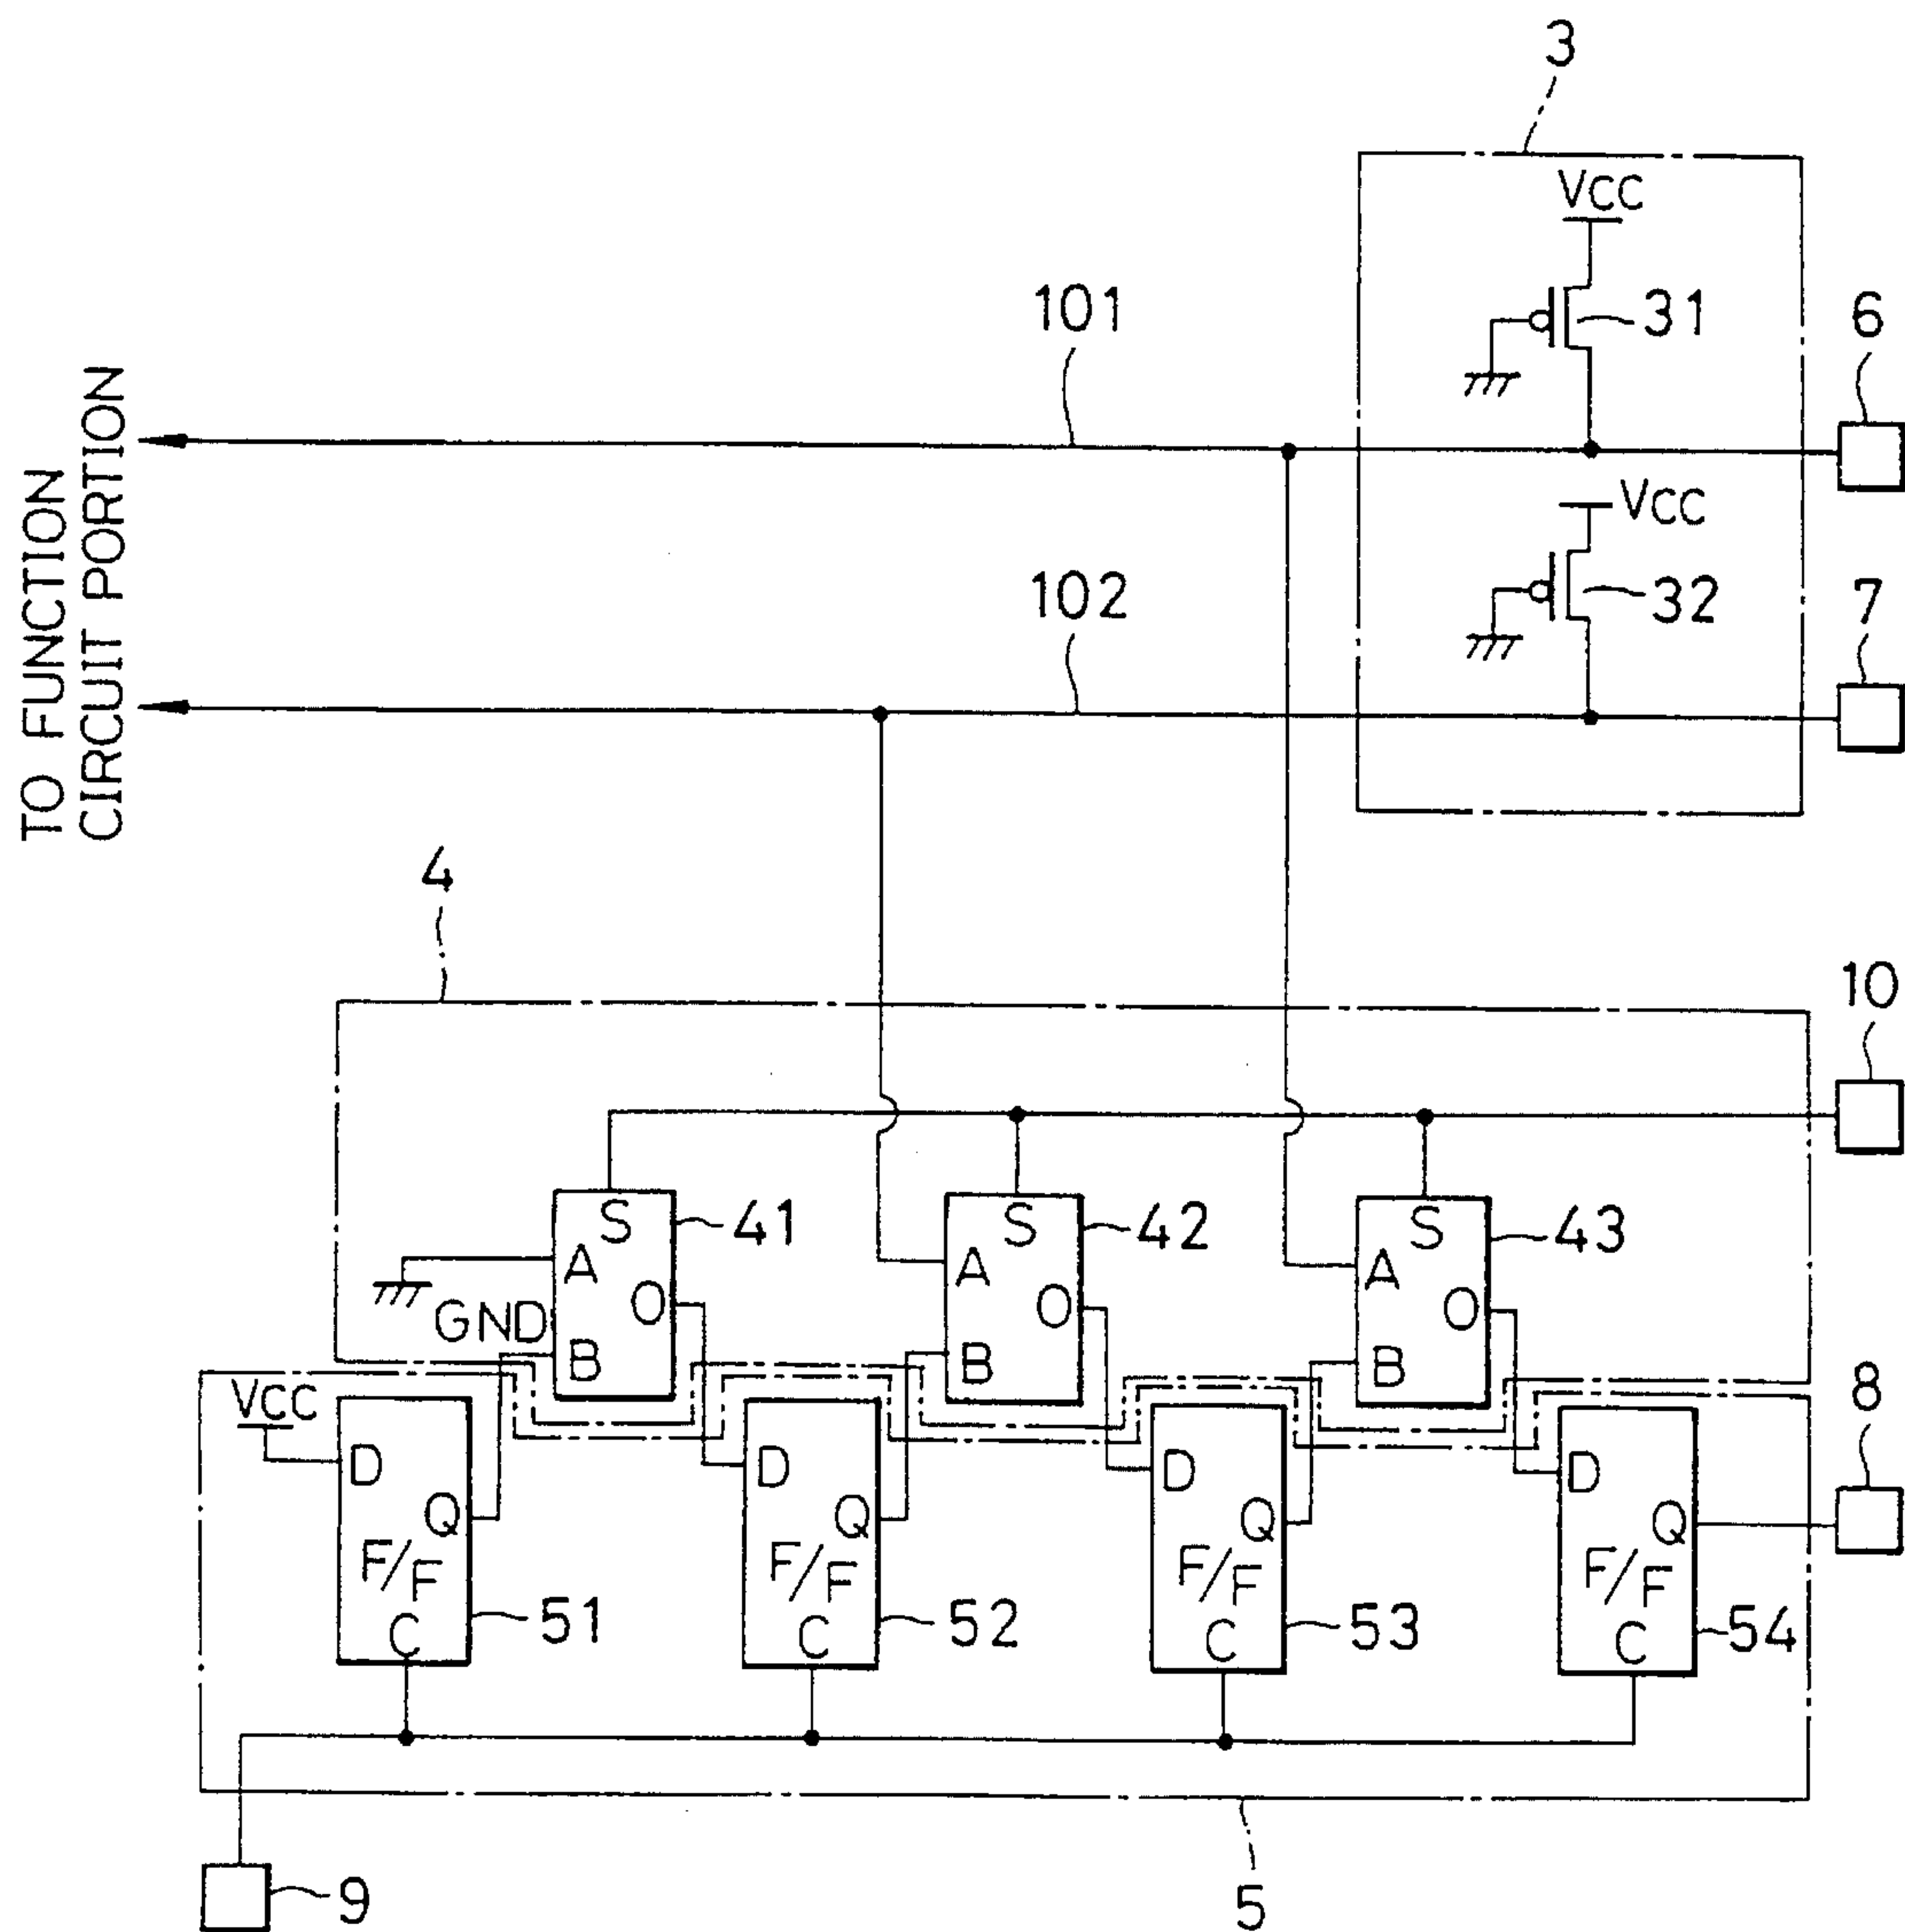 3
VCC
31
6
101
TO FUNCTION
CIRCUIT PORTION
VCC
32
7
102
4
10
S
41
S
42
S
43
A
A
A
O
O
O
GND
B
B
B
VCC
8
D
D
D
D
Q
Q
Q
Q
F/F
F/F
F/F
F/F
51
52
53
54
C
C
C
C
9
5